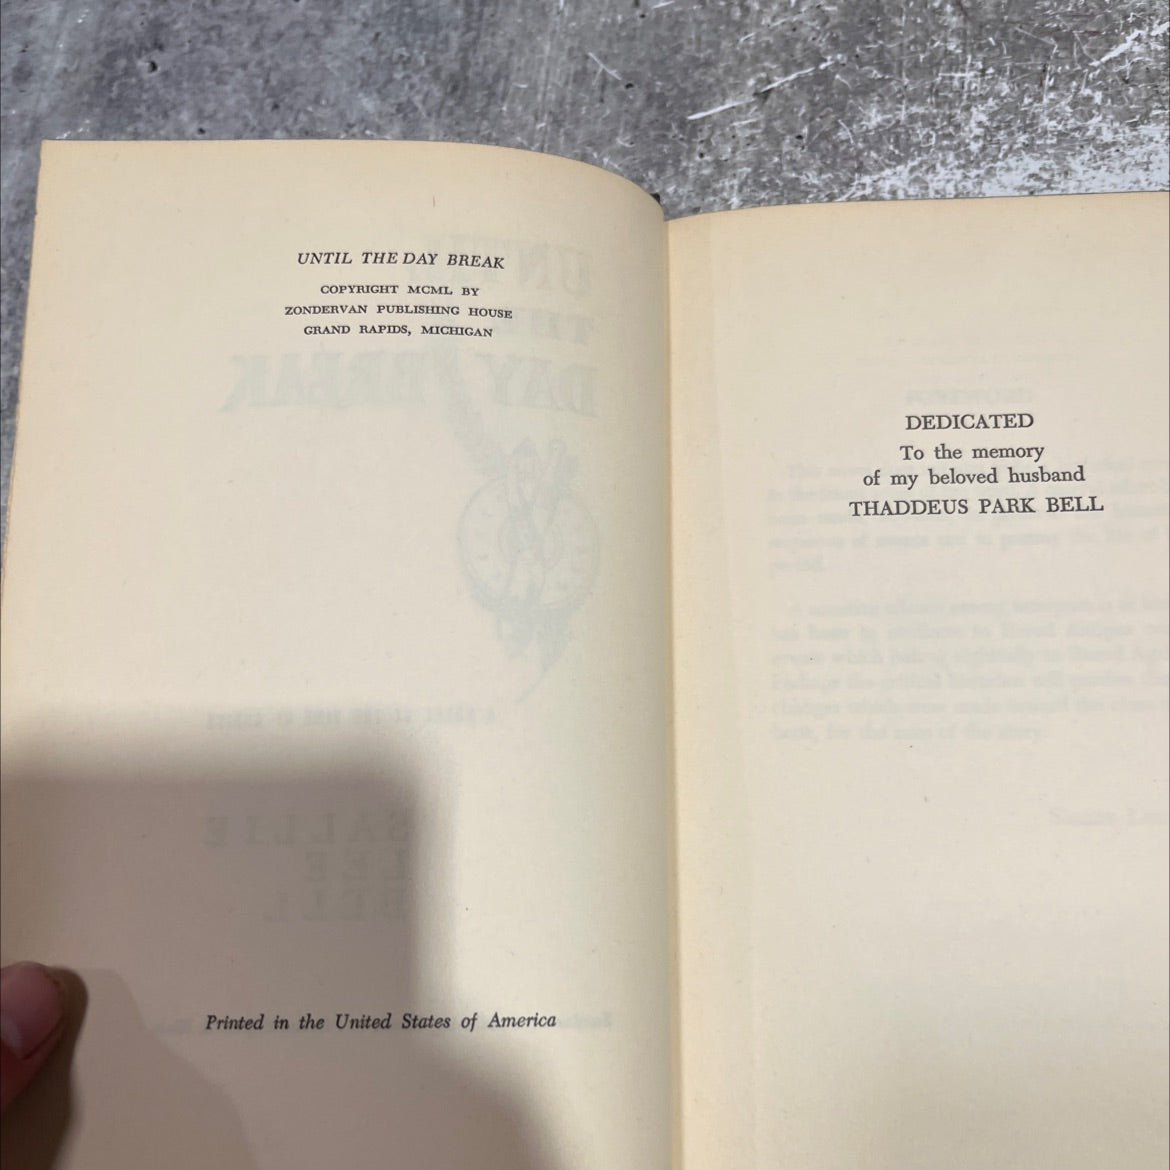 UNTIL THE DAY BREAK
COPYRIGHT MCML BY
ZONDERVAN PUBLISHING HOUSE
GRAND RAPIDS, MICHIGAN
Printed in the United States of America
DEDICATED
To the memory
of my beloved husband
THADDEUS PARK BELL